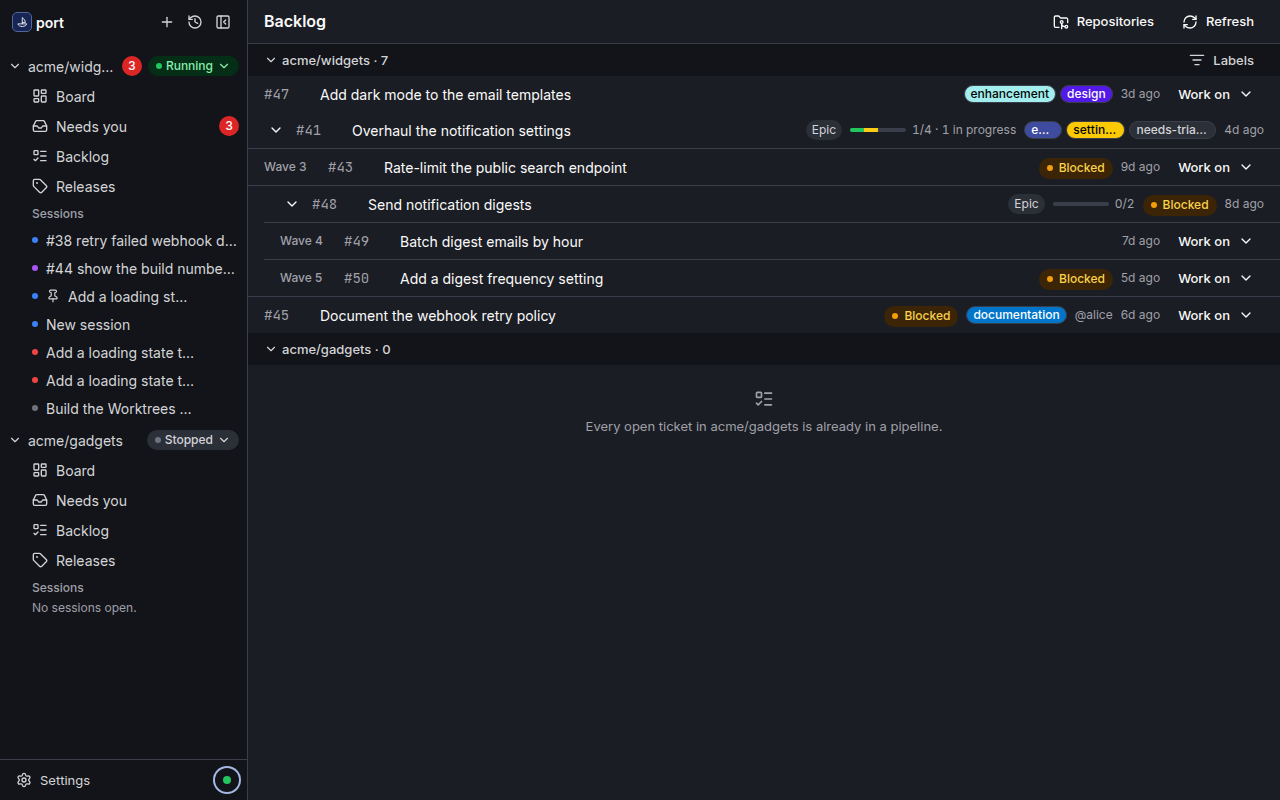 port
acme/widg... 3 Running
Board
Needs you 3
Backlog
Releases
Sessions
#38 retry failed webhook d...
#44 show the build numbe...
Add a loading st...
New session
Add a loading state t...
Add a loading state t...
Build the Worktrees ...
acme/gadgets Stopped
Board
Needs you
Backlog
Releases
Sessions
No sessions open.
Settings
Backlog Repositories Refresh
acme/widgets · 7 Labels
#47 Add dark mode to the email templates enhancement design 3d ago Work on
#41 Overhaul the notification settings Epic 1/4 · 1 in progress e... settin... needs-tria... 4d ago
Wave 3 #43 Rate-limit the public search endpoint Blocked 9d ago Work on
#48 Send notification digests Epic 0/2 Blocked 8d ago
Wave 4 #49 Batch digest emails by hour 7d ago Work on
Wave 5 #50 Add a digest frequency setting Blocked 5d ago Work on
#45 Document the webhook retry policy Blocked documentation @alice 6d ago Work on
acme/gadgets · 0
Every open ticket in acme/gadgets is already in a pipeline.